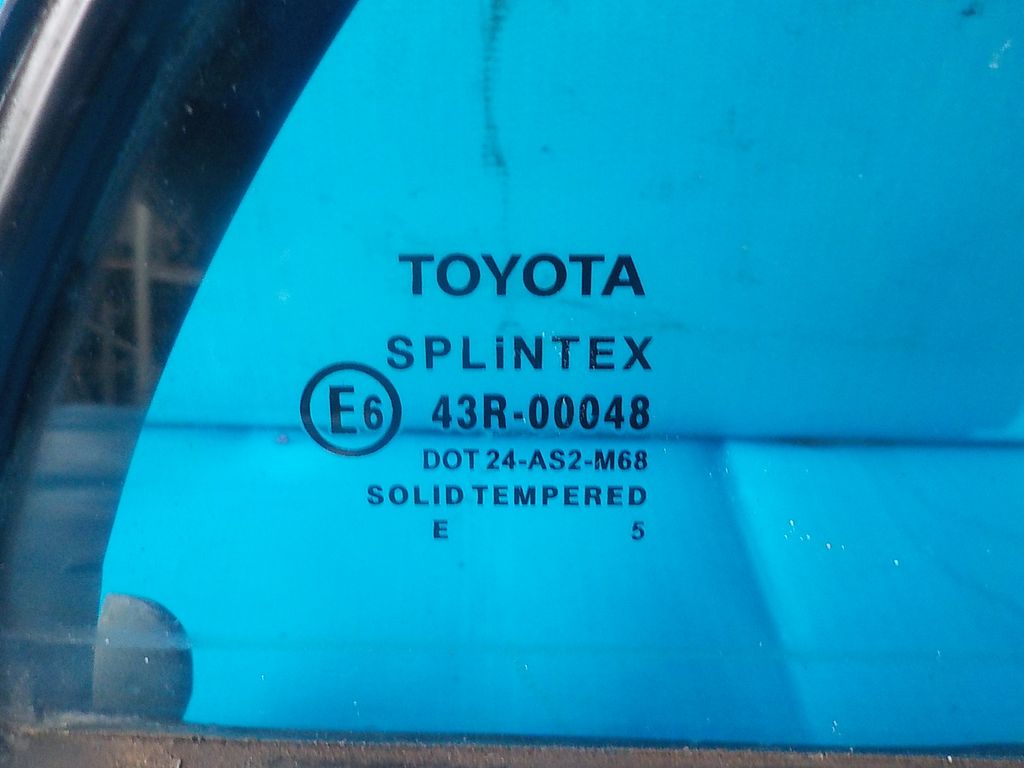 TOYOTA
SPLiNTEX
E6 43R-00048
DOT 24-AS2-M68
SOLID TEMPERED
E 5